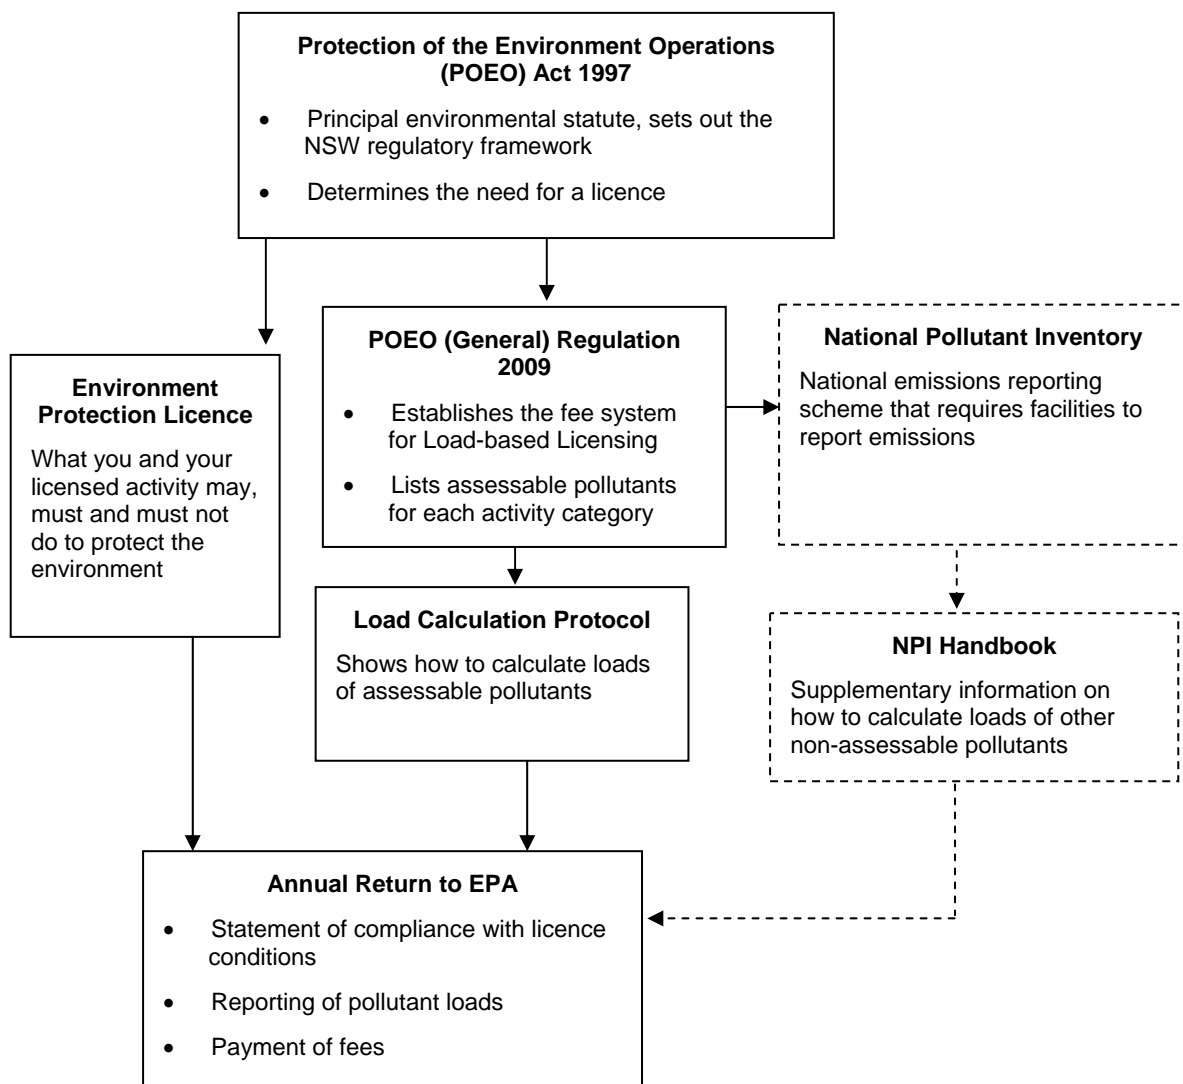 Protection of the Environment Operations
(POEO) Act 1997
• Principal environmental statute, sets out the
NSW regulatory framework
• Determines the need for a licence
POEO (General) Regulation
2009
• Establishes the fee system
for Load-based Licensing
• Lists assessable pollutants
for each activity category
National Pollutant Inventory
National emissions reporting
scheme that requires facilities to
report emissions
Environment
Protection Licence
What you and your
licensed activity may,
must and must not
do to protect the
environment
Load Calculation Protocol
Shows how to calculate loads
of assessable pollutants
NPI Handbook
Supplementary information on
how to calculate loads of other
non-assessable pollutants
Annual Return to EPA
• Statement of compliance with licence
conditions
• Reporting of pollutant loads
• Payment of fees